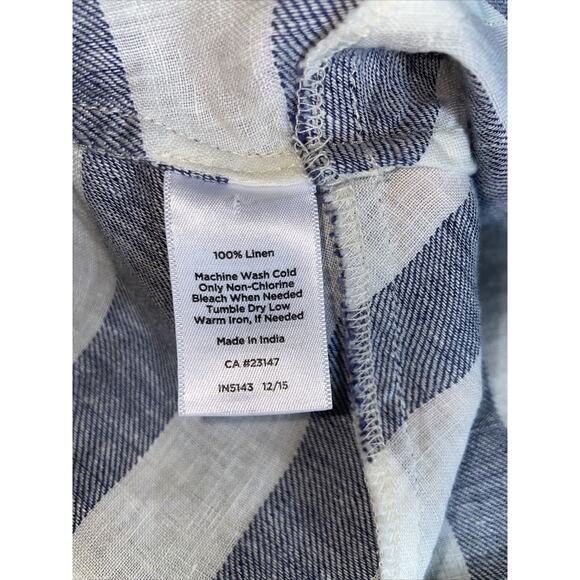 100% Linen
Machine Wash Cold
Only Non-Chlorine
Bleach When Needed
Tumble Dry Low
Warm Iron, If Needed
Made in India
CA #23147
IN5143 12/15